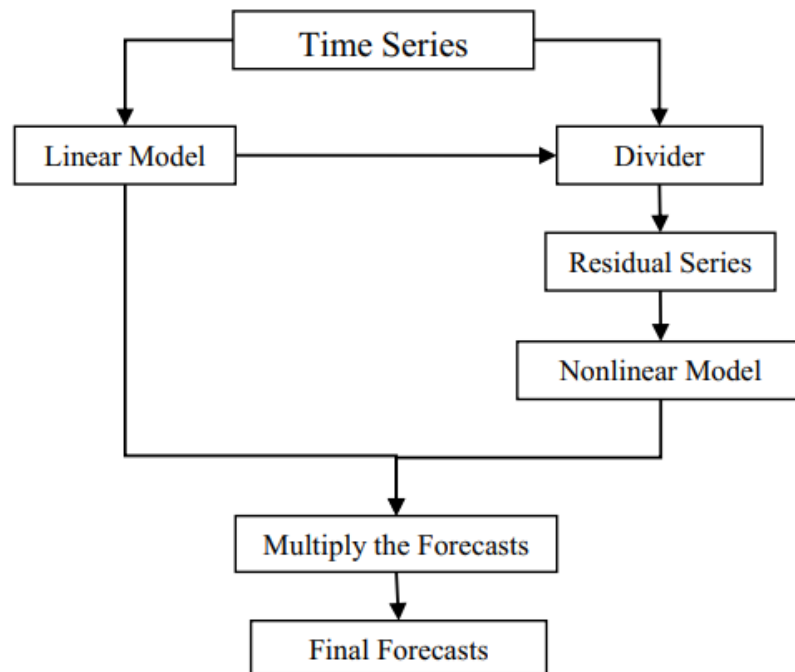 Time Series
Linear Model
Divider
Residual Series
Nonlinear Model
Multiply the Forecasts
Final Forecasts